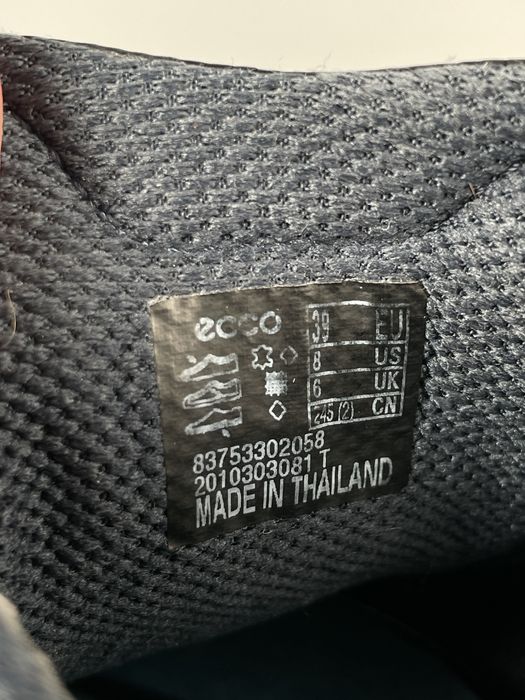 ecco
39 EU
8 US
6 UK
245 (2) CN
83753302058
2010303081 T
MADE IN THAILAND